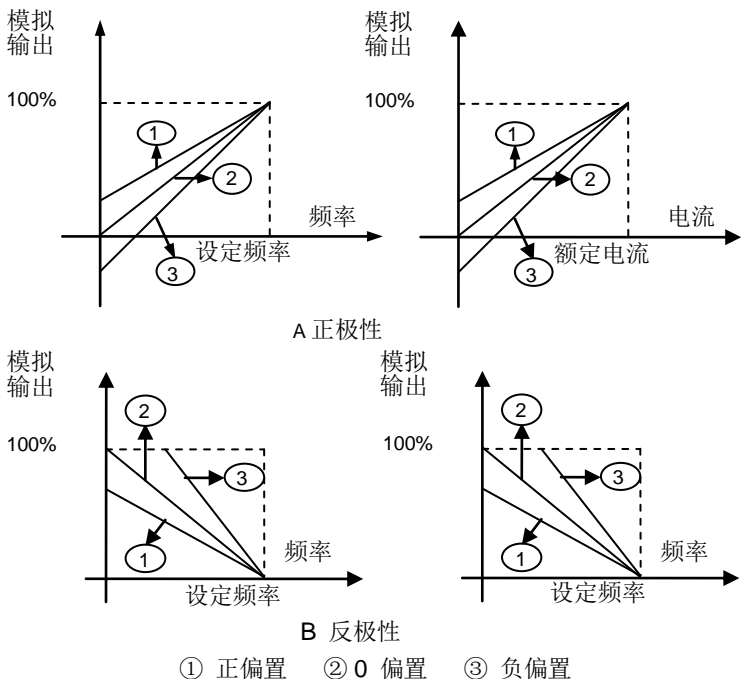 模拟
输出
100%
①
②
③
频率
设定频率
模拟
输出
100%
①
②
③
电流
额定电流
A 正极性
模拟
输出
100%
②
③
①
频率
设定频率
模拟
输出
100%
②
③
①
频率
设定频率
B 反极性
① 正偏置 ② 0 偏置 ③ 负偏置